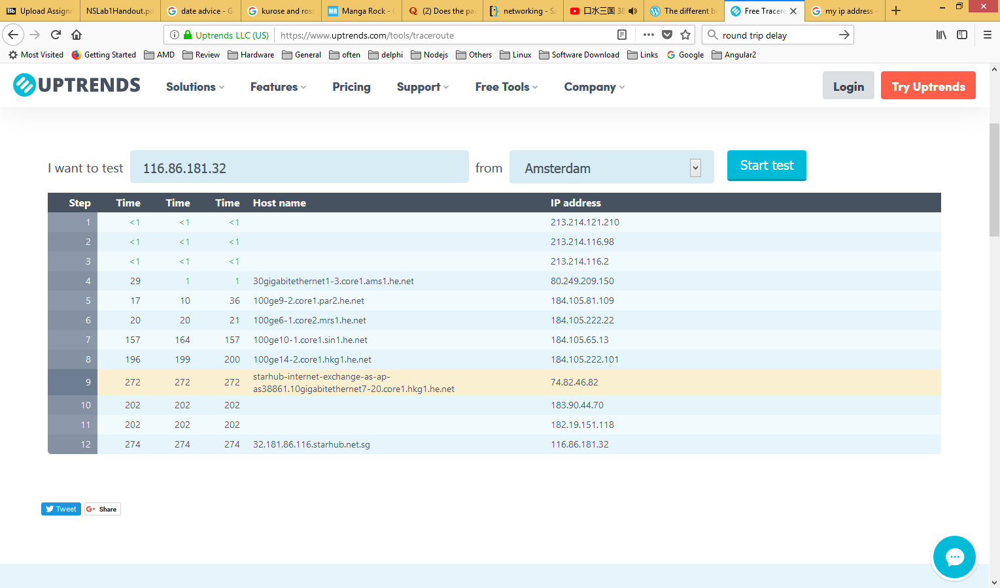 Bb Upload Assignm
NSLab1Handout.pd
date advice - G
kurose and ross
MR Manga Rock -
(2) Does the pa
networking - S
口水三国 38
The different b
Free Tracer
my ip address -
Uptrends LLC (US)
https://www.uptrends.com/tools/traceroute
round trip delay
Most Visited Getting Started AMD Review Hardware General often delphi Nodejs Others Linux Software Download Links Google Angular2
UPTRENDS Solutions Features Pricing Support Free Tools Company Login Try Uptrends
I want to test 116.86.181.32 from Amsterdam Start test
Step Time Time Time Host name IP address
1 <1 <1 <1 213.214.121.210
2 <1 <1 <1 213.214.116.98
3 <1 <1 <1 213.214.116.2
4 29 1 1 30gigabitethernet1-3.core1.ams1.he.net 80.249.209.150
5 17 10 36 100ge9-2.core1.par2.he.net 184.105.81.109
6 20 20 21 100ge6-1.core2.mrs1.he.net 184.105.222.22
7 157 164 157 100ge10-1.core1.sin1.he.net 184.105.65.13
8 196 199 200 100ge14-2.core1.hkg1.he.net 184.105.222.101
9 272 272 272 starhub-internet-exchange-as-ap-
as38861.10gigabitethernet7-20.core1.hkg1.he.net 74.82.46.82
10 202 202 202 183.90.44.70
11 202 202 202 182.19.151.118
12 274 274 274 32.181.86.116.starhub.net.sg 116.86.181.32
Tweet G+ Share